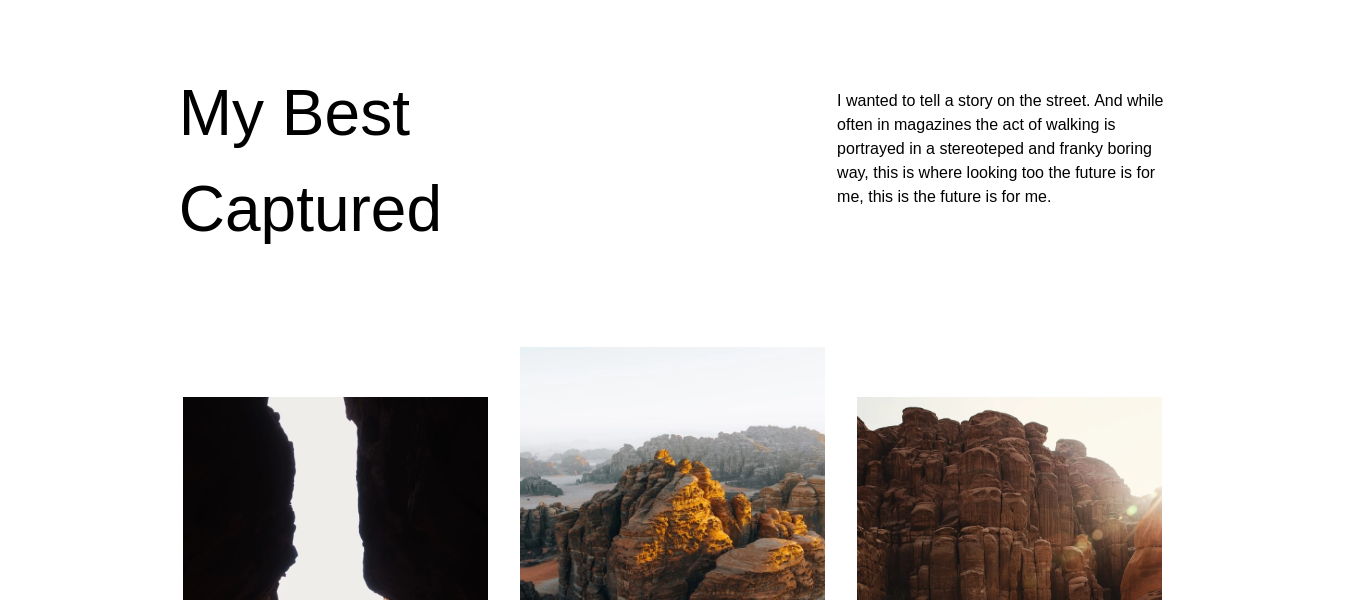 My Best
Captured
I wanted to tell a story on the street. And while
often in magazines the act of walking is
portrayed in a stereoteped and franky boring
way, this is where looking too the future is for
me, this is the future is for me.